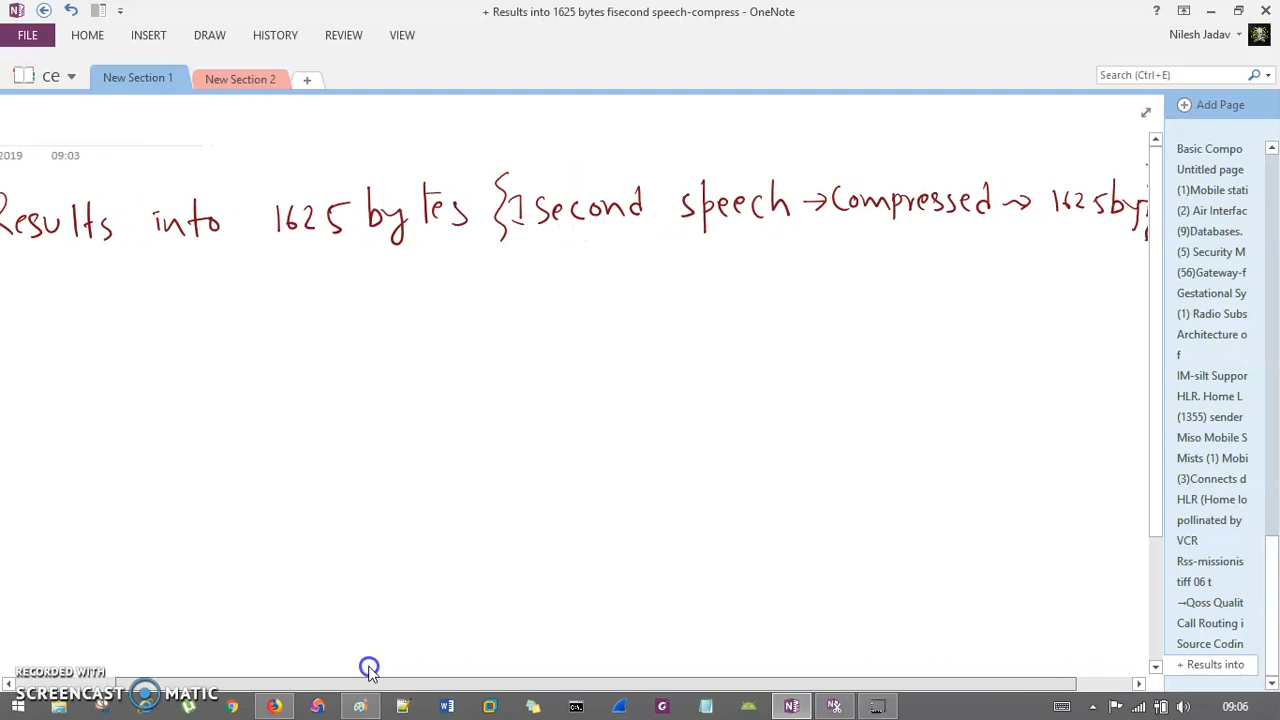 + Results into 1625 bytes fisecond speech-compress - OneNote
FILE HOME INSERT DRAW HISTORY REVIEW VIEW
Nilesh Jadav
ce New Section 1 New Section 2 +
Search (Ctrl+E)
Add Page
2019 09:03
Results into 1625 bytes {1 second speech → Compressed → 1625by
Basic Compo
Untitled page
(1)Mobile stati
(2) Air Interfac
(9)Databases.
(5) Security M
(56)Gateway-f
Gestational Sy
(1) Radio Subs
Architecture o
f
IM-silt Suppor
HLR. Home L
(1355) sender
Miso Mobile S
Mists (1) Mobi
(3)Connects d
HLR (Home lo
pollinated by
VCR
Rss-missionis
tiff 06 t
→Qoss Qualit
Call Routing i
Source Codin
+ Results into
RECORDED WITH
SCREENCAST MATIC
09:06